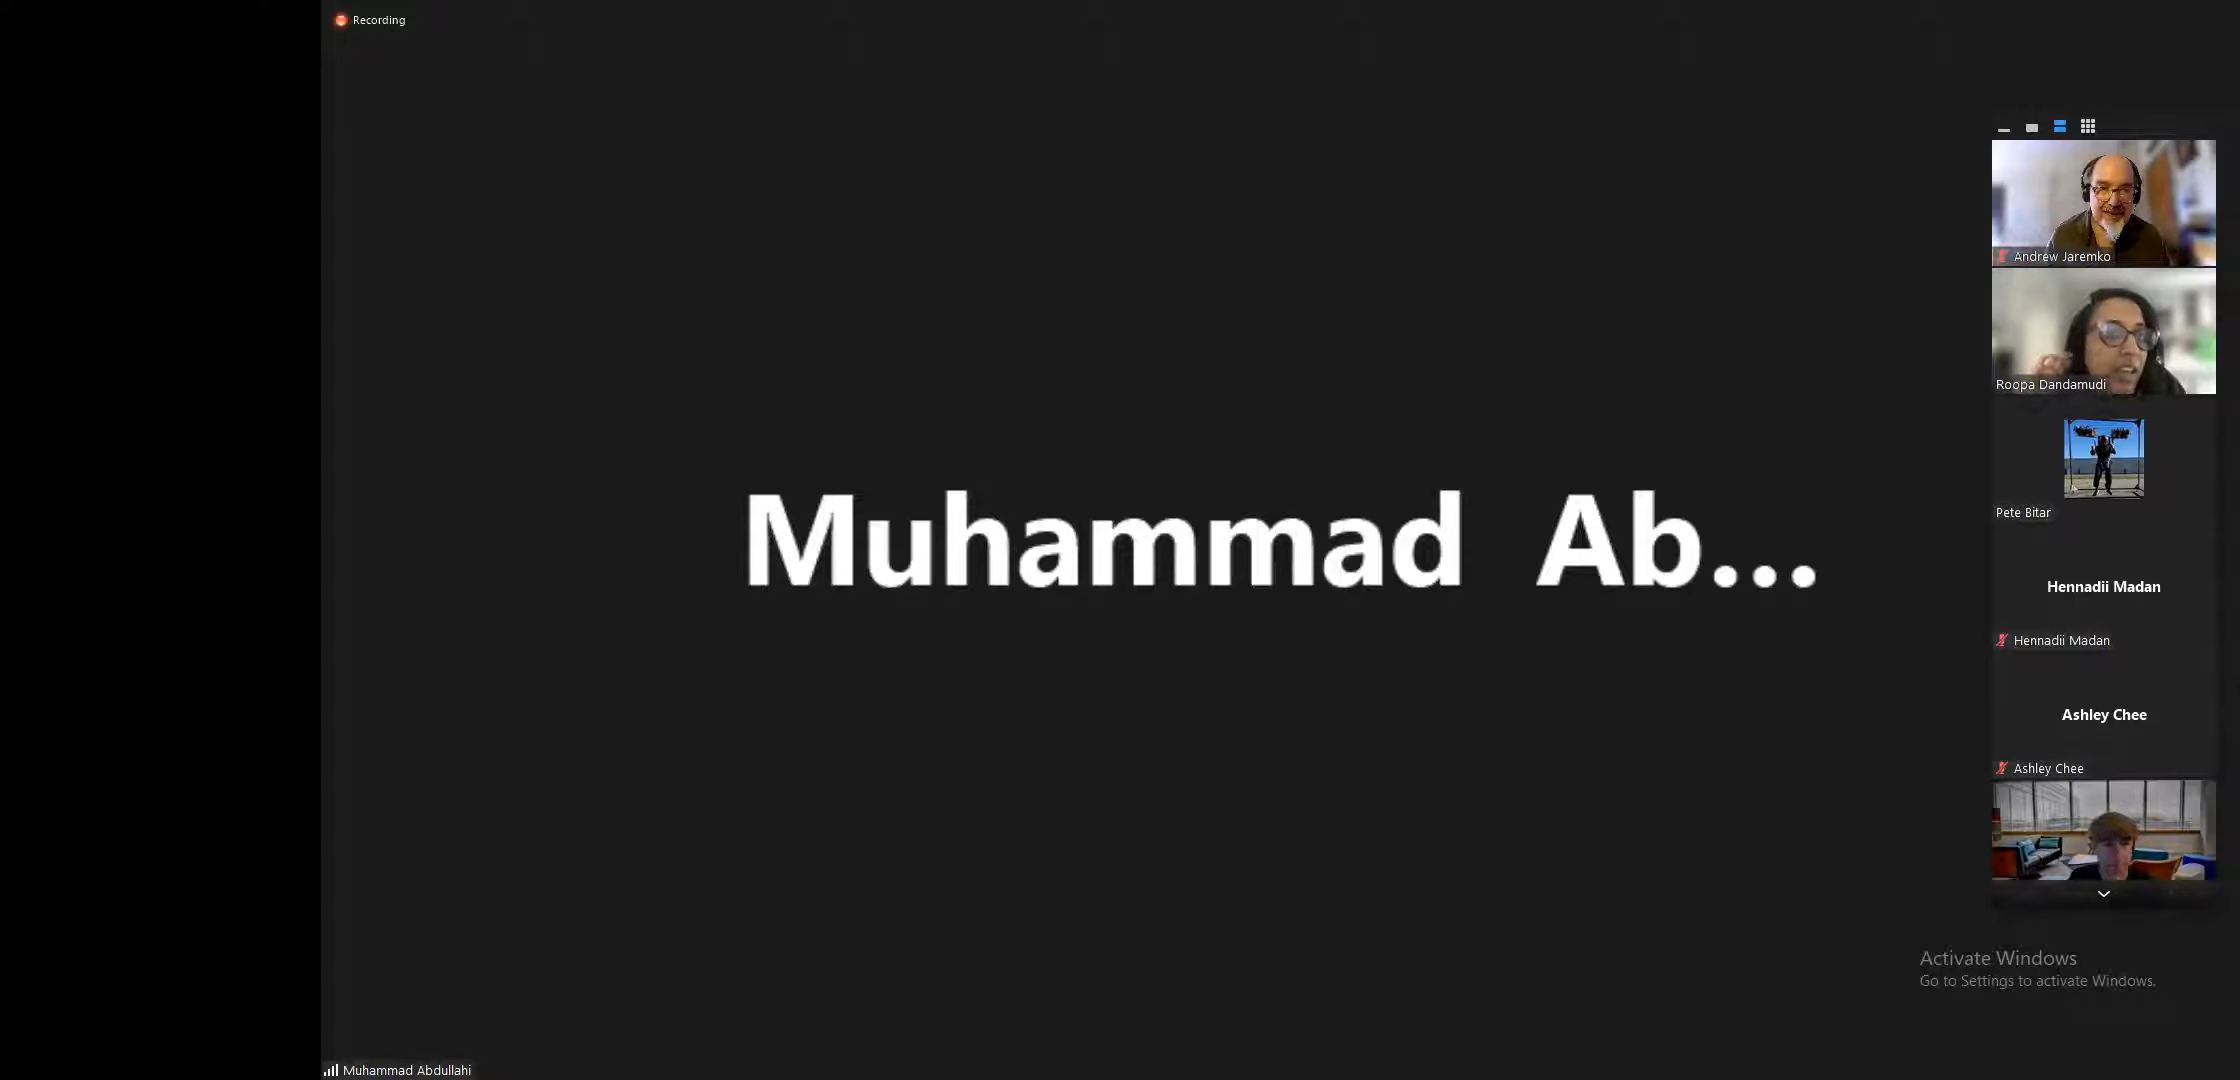 Recording
Andrew Jaremko
Roopa Dandamudi
Pete Bitar
Muhammad Ab...
Hennadii Madan
Hennadii Madan
Ashley Chee
Ashley Chee
Activate Windows
Go to Settings to activate Windows.
Muhammad Abdullahi